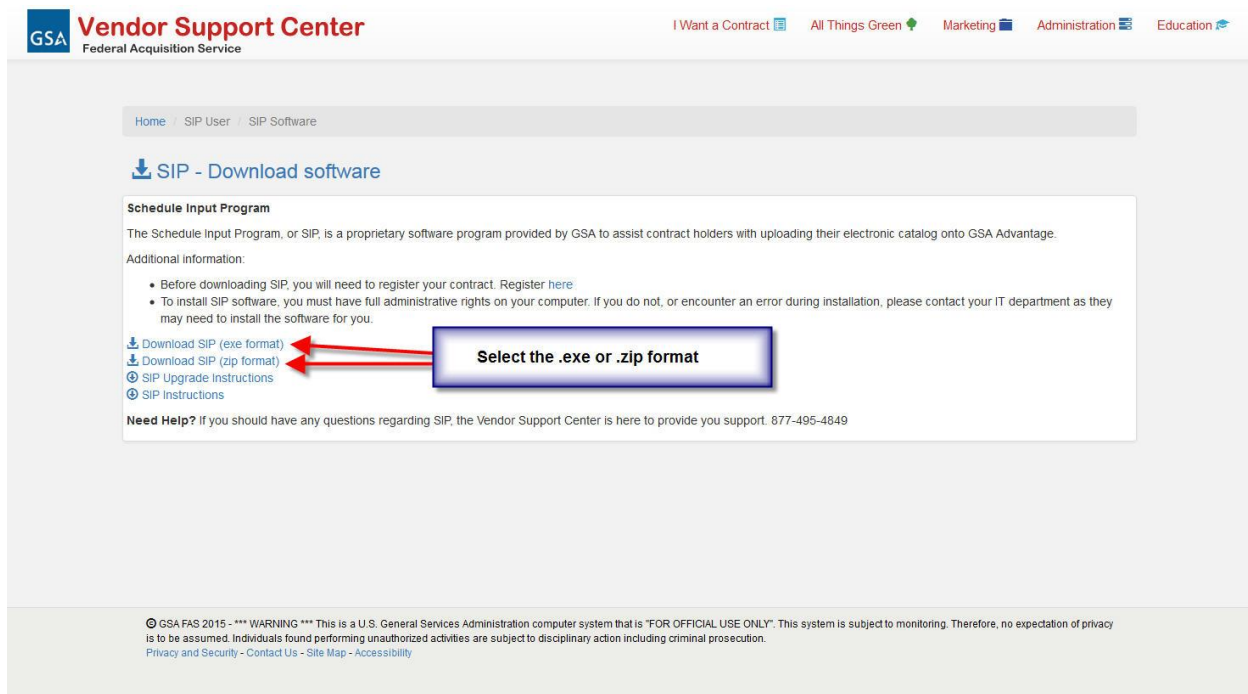 GSA
Vendor Support Center
Federal Acquisition Service
I Want a Contract
All Things Green
Marketing
Administration
Education
Home / SIP User / SIP Software
SIP - Download software
Schedule Input Program
The Schedule Input Program, or SIP, is a proprietary software program provided by GSA to assist contract holders with uploading their electronic catalog onto GSA Advantage.
Additional information:
• Before downloading SIP, you will need to register your contract. Register here
• To install SIP software, you must have full administrative rights on your computer. If you do not, or encounter an error during installation, please contact your IT department as they
may need to install the software for you.
Download SIP (exe format)
Download SIP (zip format)
SIP Upgrade Instructions
SIP Instructions
Select the .exe or .zip format
Need Help? If you should have any questions regarding SIP, the Vendor Support Center is here to provide you support. 877-495-4849
© GSA FAS 2015 - *** WARNING *** This is a U.S. General Services Administration computer system that is "FOR OFFICIAL USE ONLY". This system is subject to monitoring. Therefore, no expectation of privacy
is to be assumed. Individuals found performing unauthorized activities are subject to disciplinary action including criminal prosecution.
Privacy and Security - Contact Us - Site Map - Accessibility